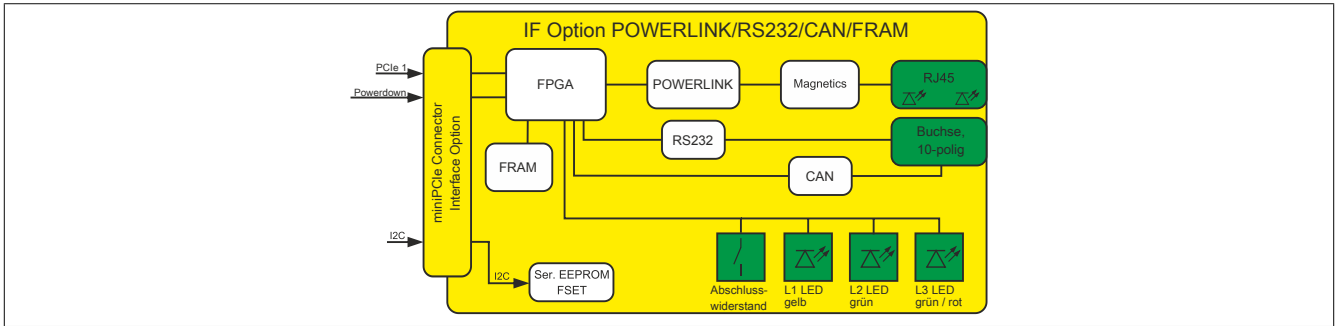 IF Option POWERLINK/RS232/CAN/FRAM
PCIe 1
Powerdown
miniPCIe Connector
Interface Option
FPGA
POWERLINK
Magnetics
RJ45
RS232
Buchse,
10-polig
FRAM
CAN
I2C
I2C
Ser. EEPROM
FSET
Abschluss-
widerstand
L1 LED
gelb
L2 LED
grün
L3 LED
grün / rot